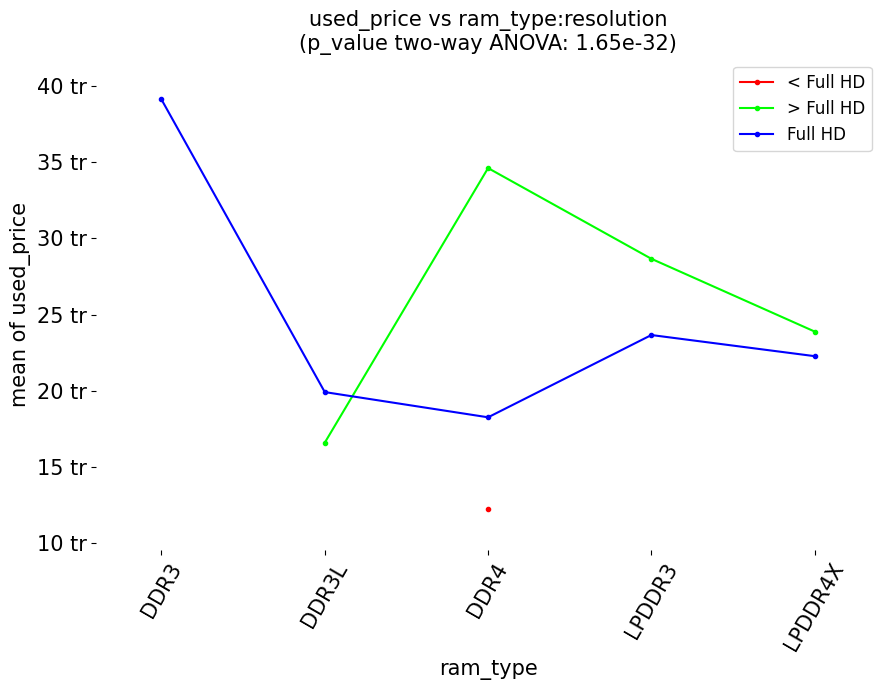 used_price vs ram_type:resolution
(p_value two-way ANOVA: 1.65e-32)
< Full HD
> Full HD
Full HD
mean of used_price
40 tr
35 tr
30 tr
25 tr
20 tr
15 tr
10 tr
DDR3
DDR3L
DDR4
LPDDR3
LPDDR4X
ram_type